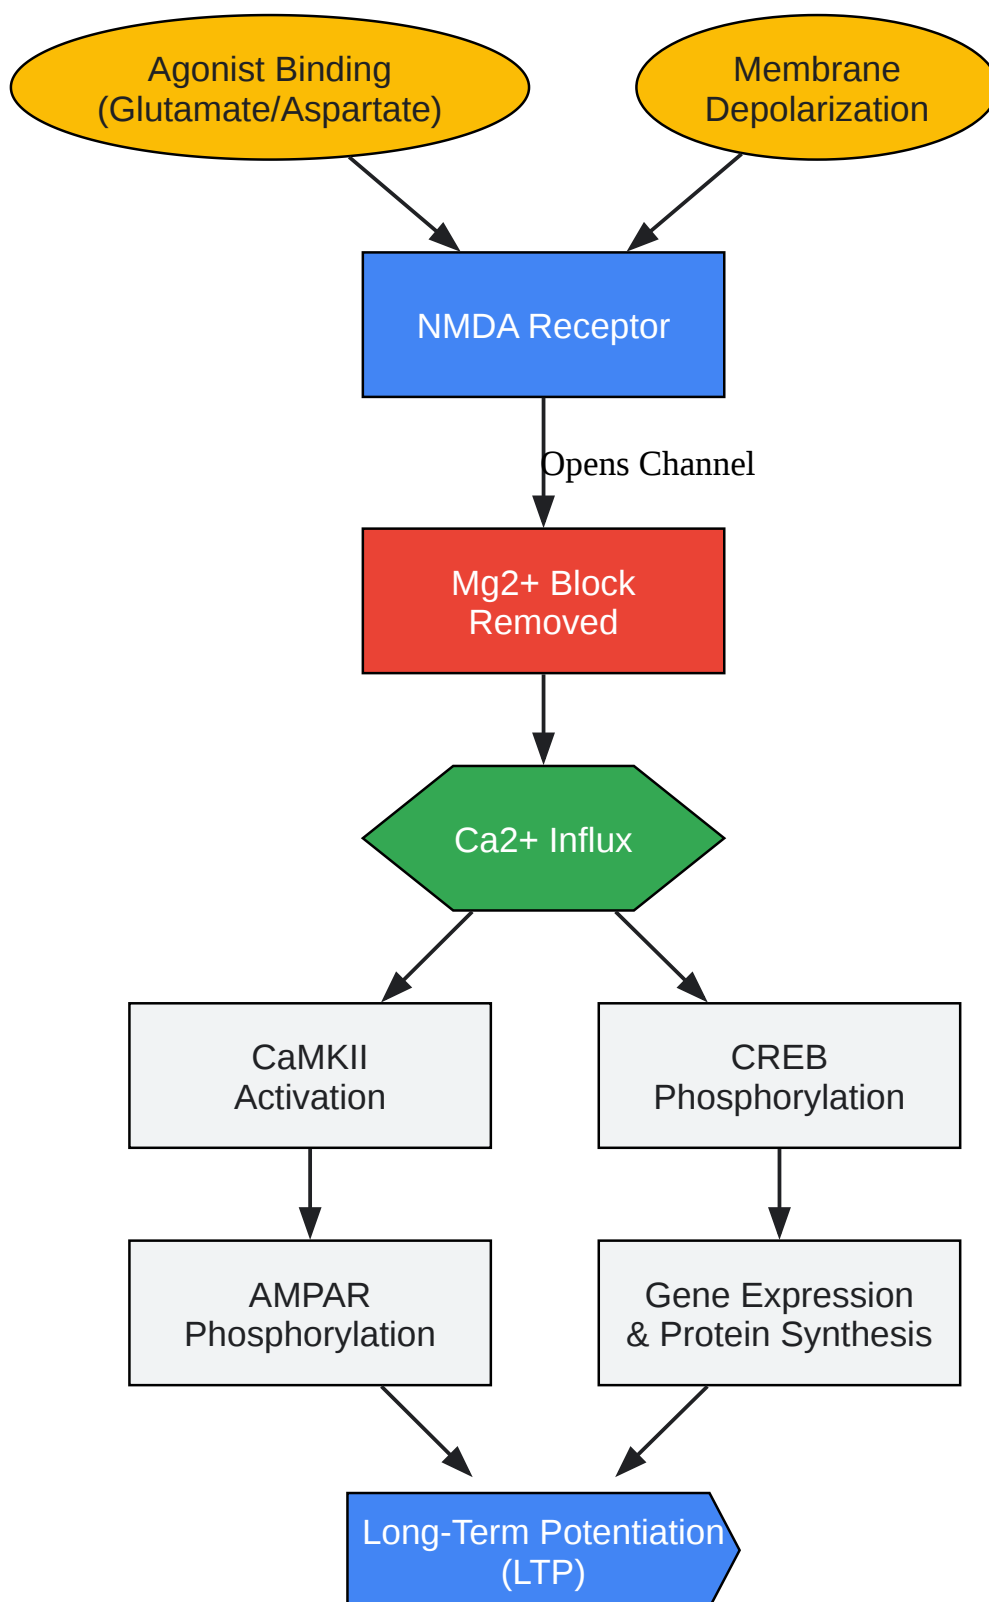 Agonist Binding
(Glutamate/Aspartate)
Membrane
Depolarization
NMDA Receptor
Opens Channel
Mg2+ Block
Removed
Ca2+ Influx
CaMKII
Activation
CREB
Phosphorylation
AMPAR
Phosphorylation
Gene Expression
& Protein Synthesis
Long-Term Potentiation
(LTP)